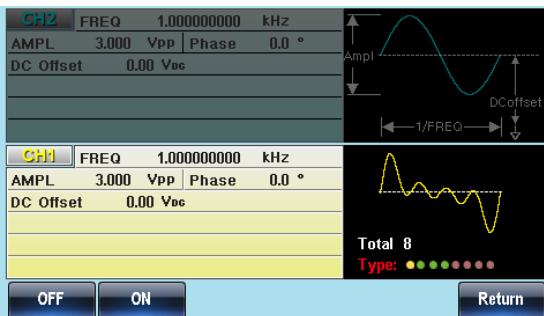 CH2 FREQ 1.000000000 kHz
AMPL 3.000 Vpp Phase 0.0 °
DC Offset 0.00 VDC
Ampl
DCoffset
1/FREQ
CH1 FREQ 1.000000000 kHz
AMPL 3.000 Vpp Phase 0.0 °
DC Offset 0.00 VDC
Total 8
Type:
OFF ON Return